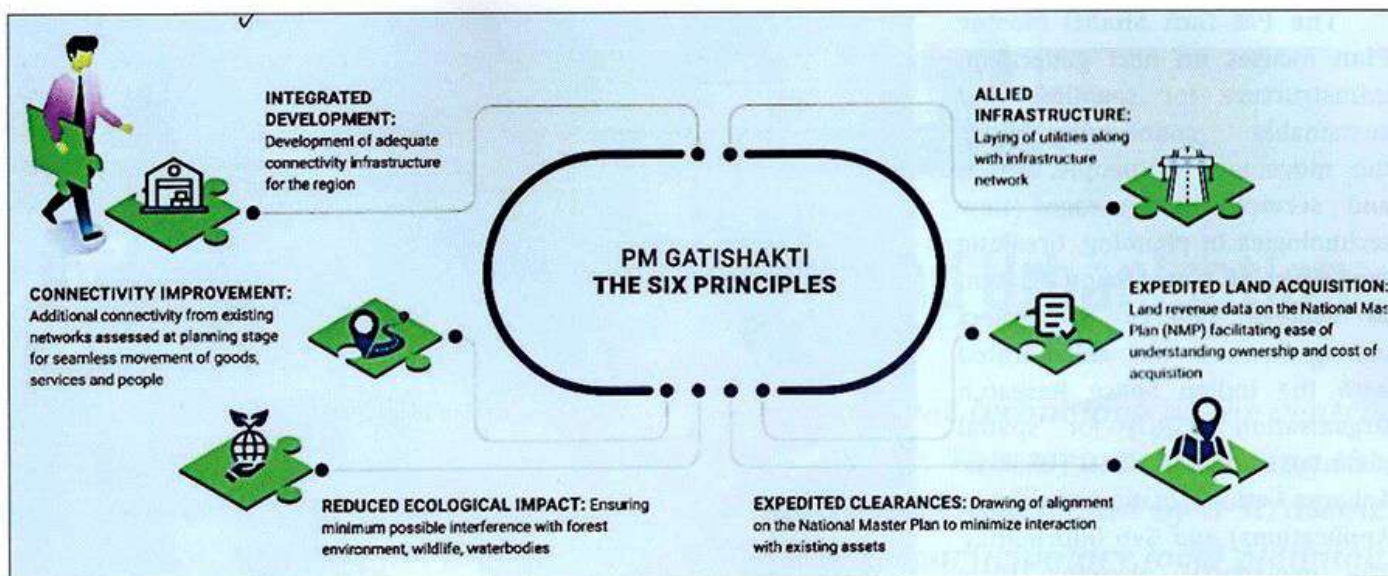 INTEGRATED
DEVELOPMENT:
Development of adequate
connectivity infrastructure
for the region
ALLIED
INFRASTRUCTURE:
Laying of utilities along
with infrastructure
network
PM GATISHAKTI
THE SIX PRINCIPLES
CONNECTIVITY IMPROVEMENT:
Additional connectivity from existing
networks assessed at planning stage
for seamless movement of goods,
services and people
EXPEDITED LAND ACQUISITION:
Land revenue data on the National Mas
Plan (NMP) facilitating ease of
understanding ownership and cost of
acquisition
REDUCED ECOLOGICAL IMPACT: Ensuring
minimum possible interference with forest
environment, wildlife, waterbodies
EXPEDITED CLEARANCES: Drawing of alignment
on the National Master Plan to minimize interaction
with existing assets